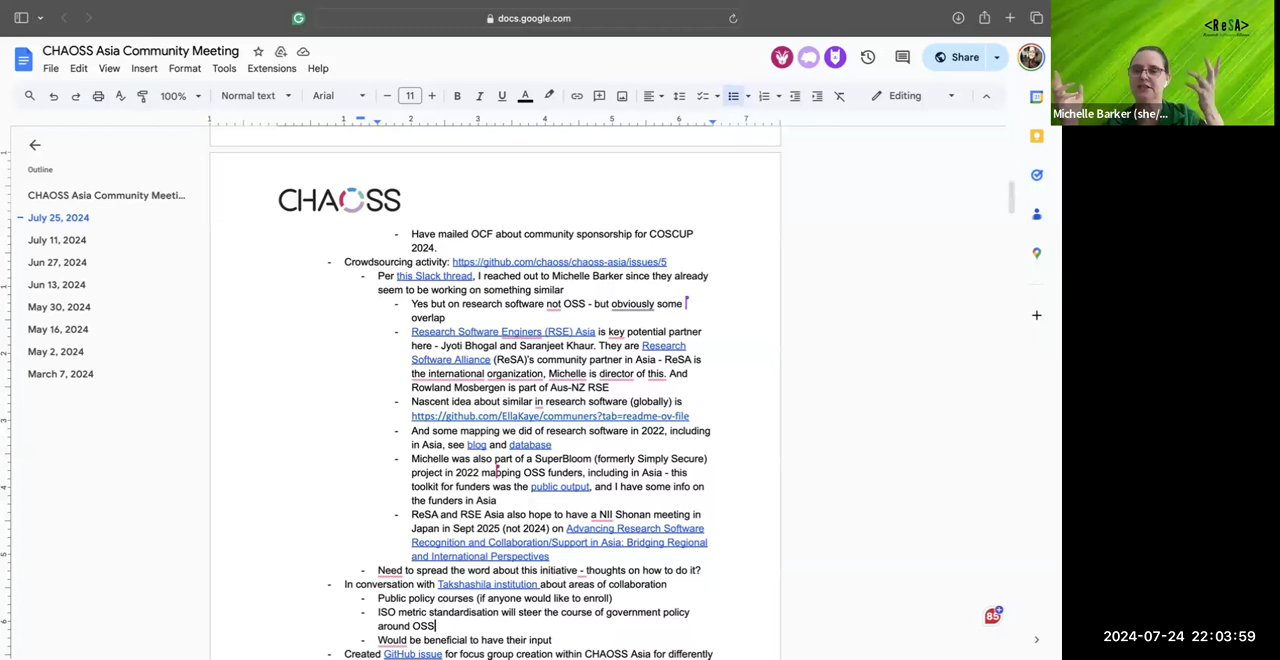 docs.google.com
CHAOSS Asia Community Meeting
File Edit View Insert Format Tools Extensions Help
Share
100% Normal text Arial 11 Editing
1 1 2 3 4 5 6 7
<ReSA>
Michelle Barker (she/...
Outline
CHAOSS Asia Community Meeti...
July 25, 2024
July 11, 2024
Jun 27, 2024
Jun 13, 2024
May 30, 2024
May 16, 2024
May 2, 2024
March 7, 2024
CHAOSS
- Have mailed OCF about community sponsorship for COSCUP
2024.
- Crowdsourcing activity: https://github.com/chaoss/chaoss-asia/issues/5
- Per this Slack thread, I reached out to Michelle Barker since they already
seem to be working on something similar
- Yes but on research software not OSS - but obviously some
overlap
- Research Software Enginers (RSE) Asia is key potential partner
here - Jyoti Bhogal and Saranjeet Khaur. They are Research
Software Alliance (ReSA)'s community partner in Asia - ReSA is
the international organization, Michelle is director of this. And
Rowland Mosbergen is part of Aus-NZ RSE
- Nascent idea about similar in research software (globally) is
https://github.com/EllaKaye/communers?tab=readme-ov-file
- And some mapping we did of research software in 2022, including
in Asia, see blog and database
- Michelle was also part of a SuperBloom (formerly Simply Secure)
project in 2022 mapping OSS funders, including in Asia - this
toolkit for funders was the public output, and I have some info on
the funders in Asia
- ReSA and RSE Asia also hope to have a NII Shonan meeting in
Japan in Sept 2025 (not 2024) on Advancing Research Software
Recognition and Collaboration/Support in Asia: Bridging Regional
and International Perspectives
- Need to spread the word about this initiative - thoughts on how to do it?
- In conversation with Takshashila institution about areas of collaboration
- Public policy courses (if anyone would like to enroll)
- ISO metric standardisation will steer the course of government policy
around OSS
- Would be beneficial to have their input
- Created GitHub issue for focus group creation within CHAOSS Asia for differently
85
2024-07-24 22:03:59